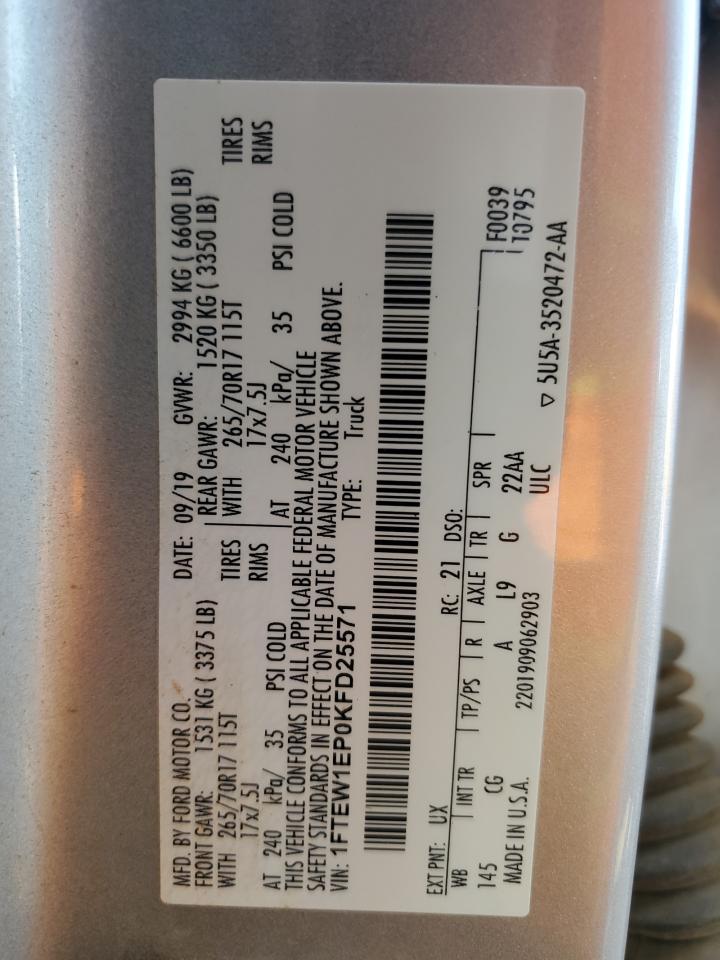 MFD. BY FORD MOTOR CO. DATE: 09/19 GVWR: 2994 KG ( 6600 LB)
FRONT GAWR: 1531 KG ( 3375 LB) REAR GAWR: 1520 KG ( 3350 LB)
WITH 265/70R17 115T TIRES WITH 265/70R17 115T TIRES
17x7.5J RIMS 17x7.5J RIMS
AT 240 kPa/ 35 PSI COLD AT 240 kPa/ 35 PSI COLD
THIS VEHICLE CONFORMS TO ALL APPLICABLE FEDERAL MOTOR VEHICLE
SAFETY STANDARDS IN EFFECT ON THE DATE OF MANUFACTURE SHOWN ABOVE.
VIN: 1FTEW1EP0KFD25571 TYPE: Truck
EXT PNT: UX RC: 21 DSO:
WB INT TR TP/PS R AXLE TR SPR F0039
145 CG A L9 G 22AA T0795
MADE IN U.S.A. 2201909062903 ULC
▽ 5U5A-3520472-AA